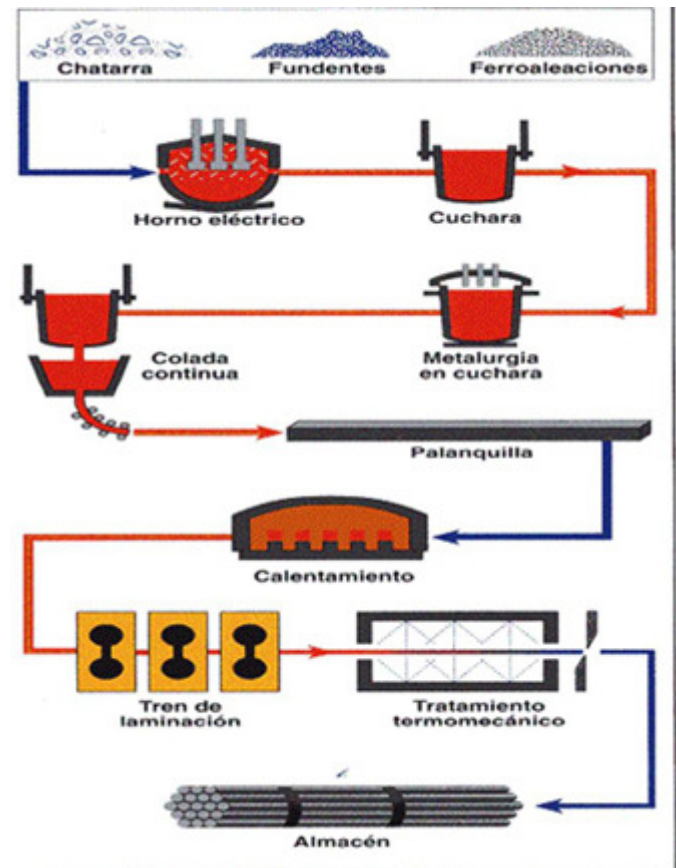 Chatarra
Fundentes
Ferroaleaciones
Horno eléctrico
Cuchara
Colada
continua
Metalurgia
en cuchara
Palanquilla
Calentamiento
Tren de
laminación
Tratamiento
termomecánico
Almacén